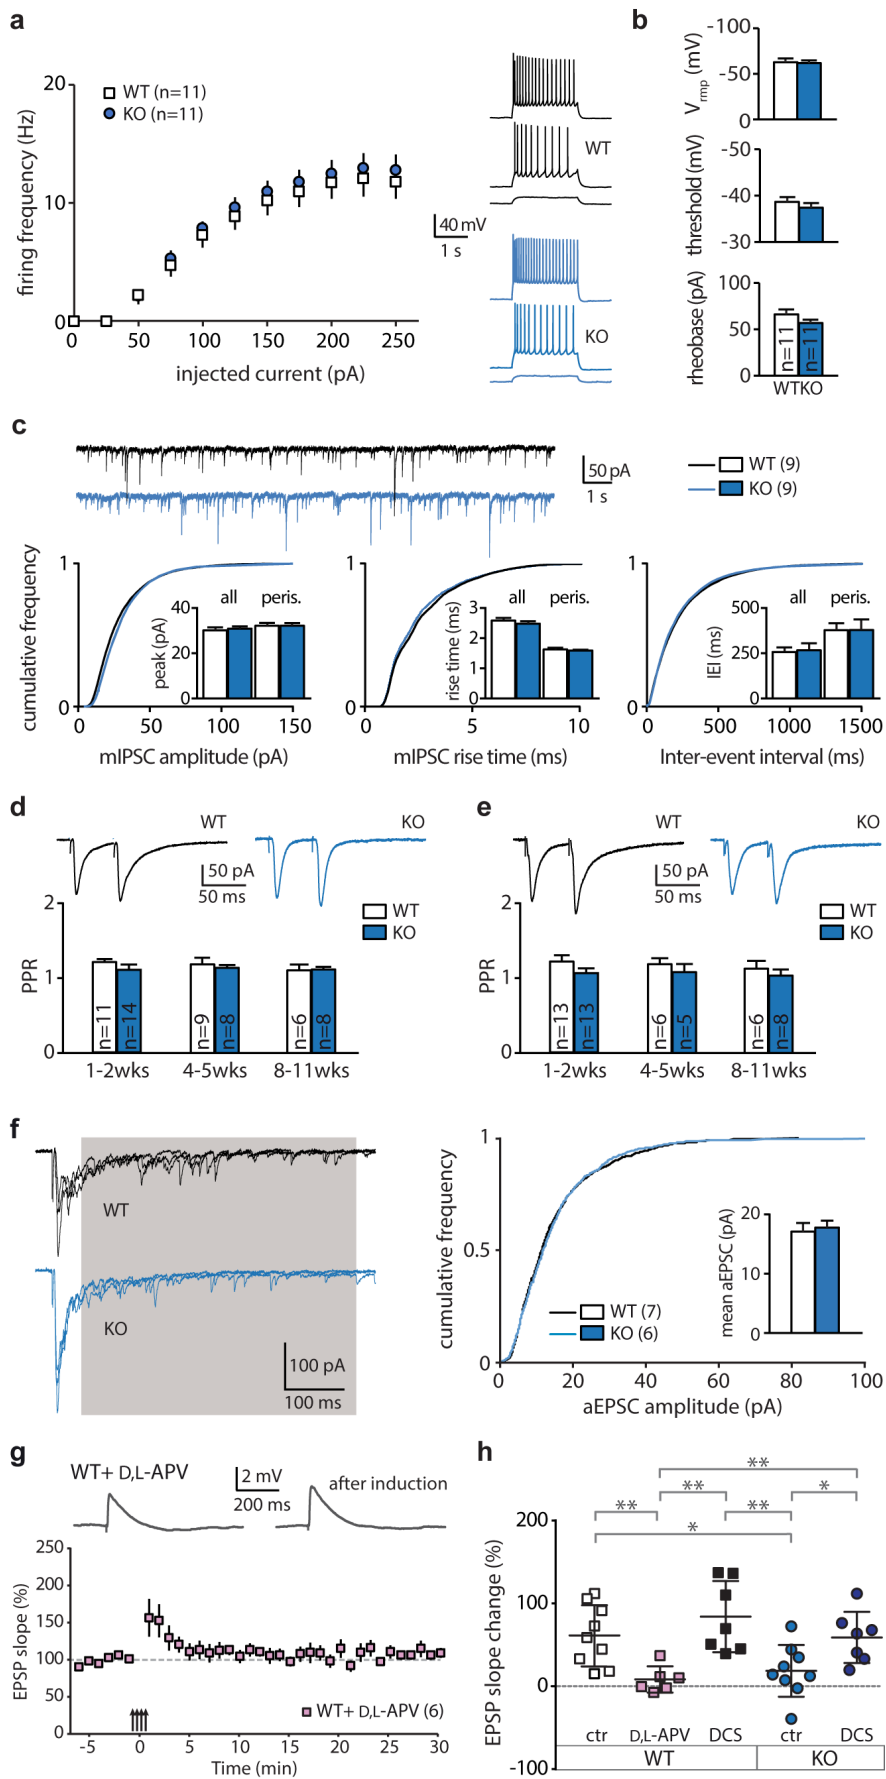 a
firing frequency (Hz)
20
10
0
WT (n=11)
KO (n=11)
0 50 100 150 200 250
injected current (pA)
WT
40 mV
1 s
KO
b
Vrmp (mV)
-100
-50
0
threshold (mV)
-50
-40
-30
rheobase (pA)
100
50
0
n=11
n=11
WTKO
c
50 pA
1 s
WT (9)
KO (9)
cumulative frequency
1
0
peak (pA)
40
20
0
all peris.
0 50 100 150
mIPSC amplitude (pA)
1
0
rise time (ms)
3
2
1
0
all peris.
0 5 10
mIPSC rise time (ms)
1
0
IEI (ms)
500
250
0
all peris.
0 500 1000 1500
Inter-event interval (ms)
d
WT KO
50 pA
50 ms
WT
KO
PPR
2
1
0
n=11 n=14 n=9 n=8 n=6 n=8
1-2wks 4-5wks 8-11wks
e
WT KO
50 pA
50 ms
WT
KO
PPR
2
1
0
n=13 n=13 n=6 n=5 n=6 n=8
1-2wks 4-5wks 8-11wks
f
WT
KO
100 pA
100 ms
cumulative frequency
1
0.5
0
WT (7)
KO (6)
mean aEPSC (pA)
20
10
0
0 20 40 60 80 100
aEPSC amplitude (pA)
g
WT+ D,L-APV
2 mV
200 ms
after induction
EPSP slope (%)
250
200
150
100
50
0
WT+ D,L-APV (6)
-5 0 5 10 15 20 25 30
Time (min)
h
**
** **
** ** *
*
EPSP slope change (%)
200
100
0
-100
ctr D,L-APV DCS ctr DCS
WT KO